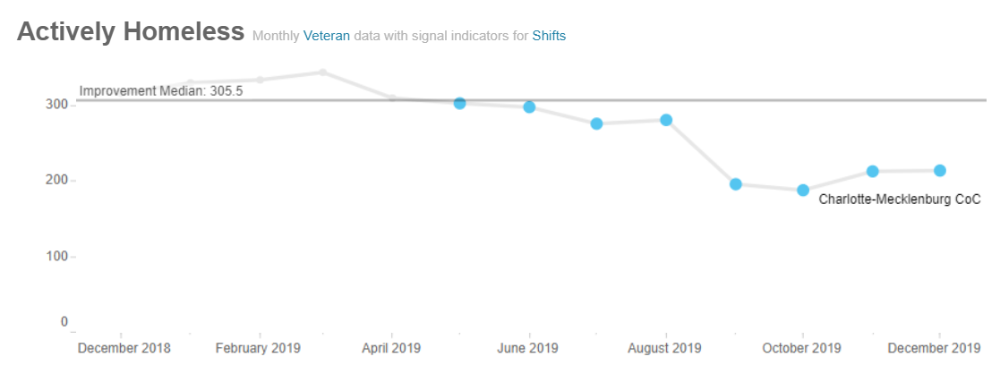 Actively Homeless Monthly Veteran data with signal indicators for Shifts
Improvement Median: 305.5
300
200
Charlotte-Mecklenburg CoC
100
0
December 2018 February 2019 April 2019 June 2019 August 2019 October 2019 December 2019